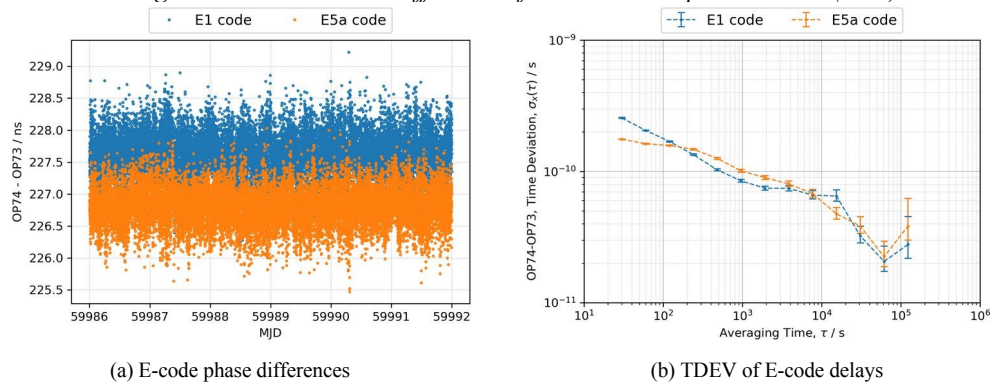 E1 code E5a code
229.0
228.5
228.0
227.5
227.0
226.5
226.0
225.5
OP74 - OP73 / ns
59986 59987 59988 59989 59990 59991 59992
MJD
(a) E-code phase differences
E1 code E5a code
10⁻⁹
10⁻¹⁰
10⁻¹¹
OP74-OP73, Time Deviation, σₓ(τ) / s
10¹ 10² 10³ 10⁴ 10⁵ 10⁶
Averaging Time, τ / s
(b) TDEV of E-code delays